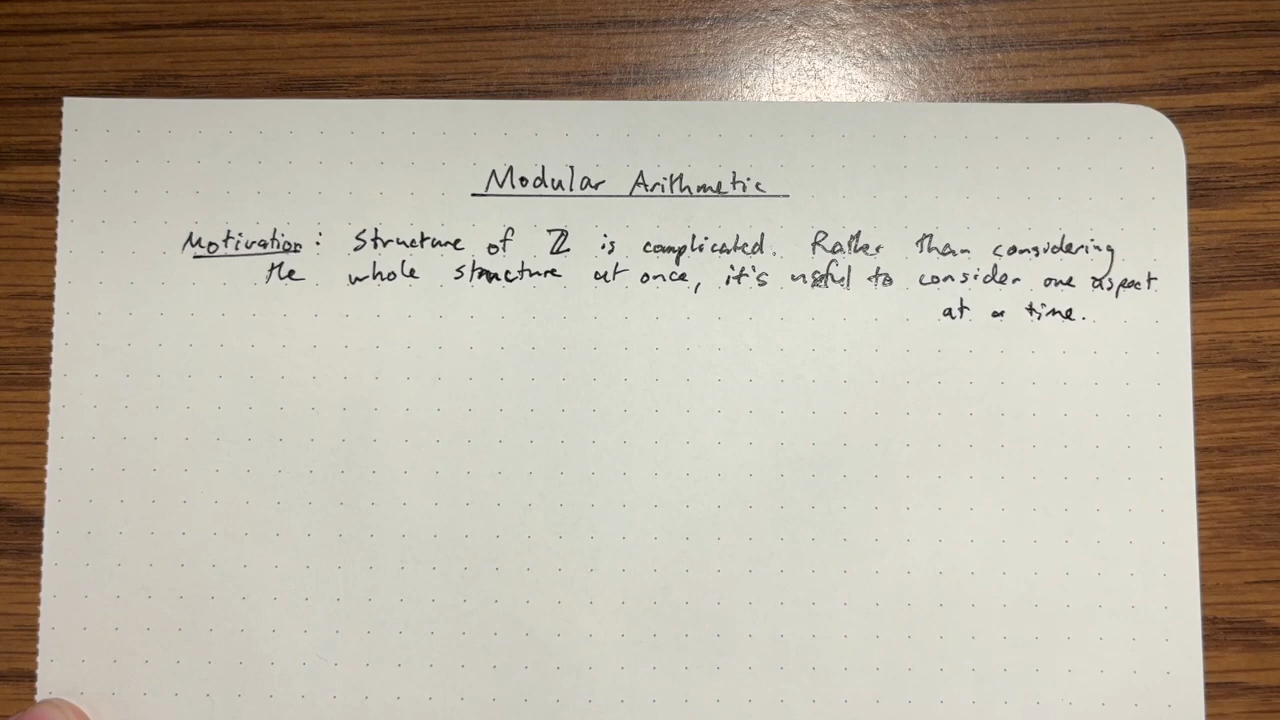 Modular Arithmetic
Motivation: Structure of ℤ is complicated. Rather than considering
the whole structure at once, it's useful to consider one aspect
at a time.